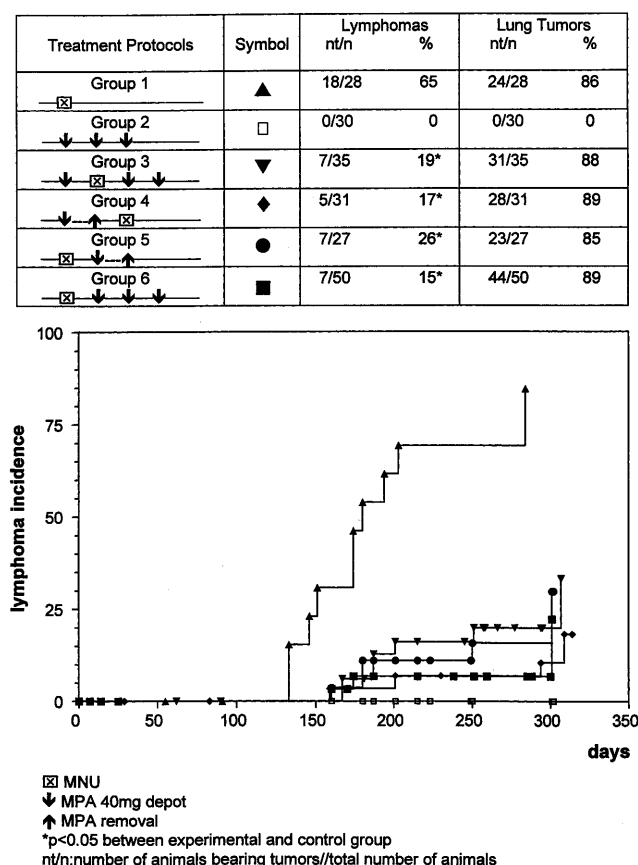 Treatment Protocols Symbol Lymphomas Lung Tumors
nt/n % nt/n %
Group 1 18/28 65 24/28 86
Group 2 0/30 0 0/30 0
Group 3 7/35 19* 31/35 88
Group 4 5/31 17* 28/31 89
Group 5 7/27 26* 23/27 85
Group 6 7/50 15* 44/50 89
100
75
50
25
0
lymphoma incidence
0 50 100 150 200 250 300 350
days
MNU
MPA 40mg depot
MPA removal
*p<0.05 between experimental and control group
nt/n:number of animals bearing tumors//total number of animals